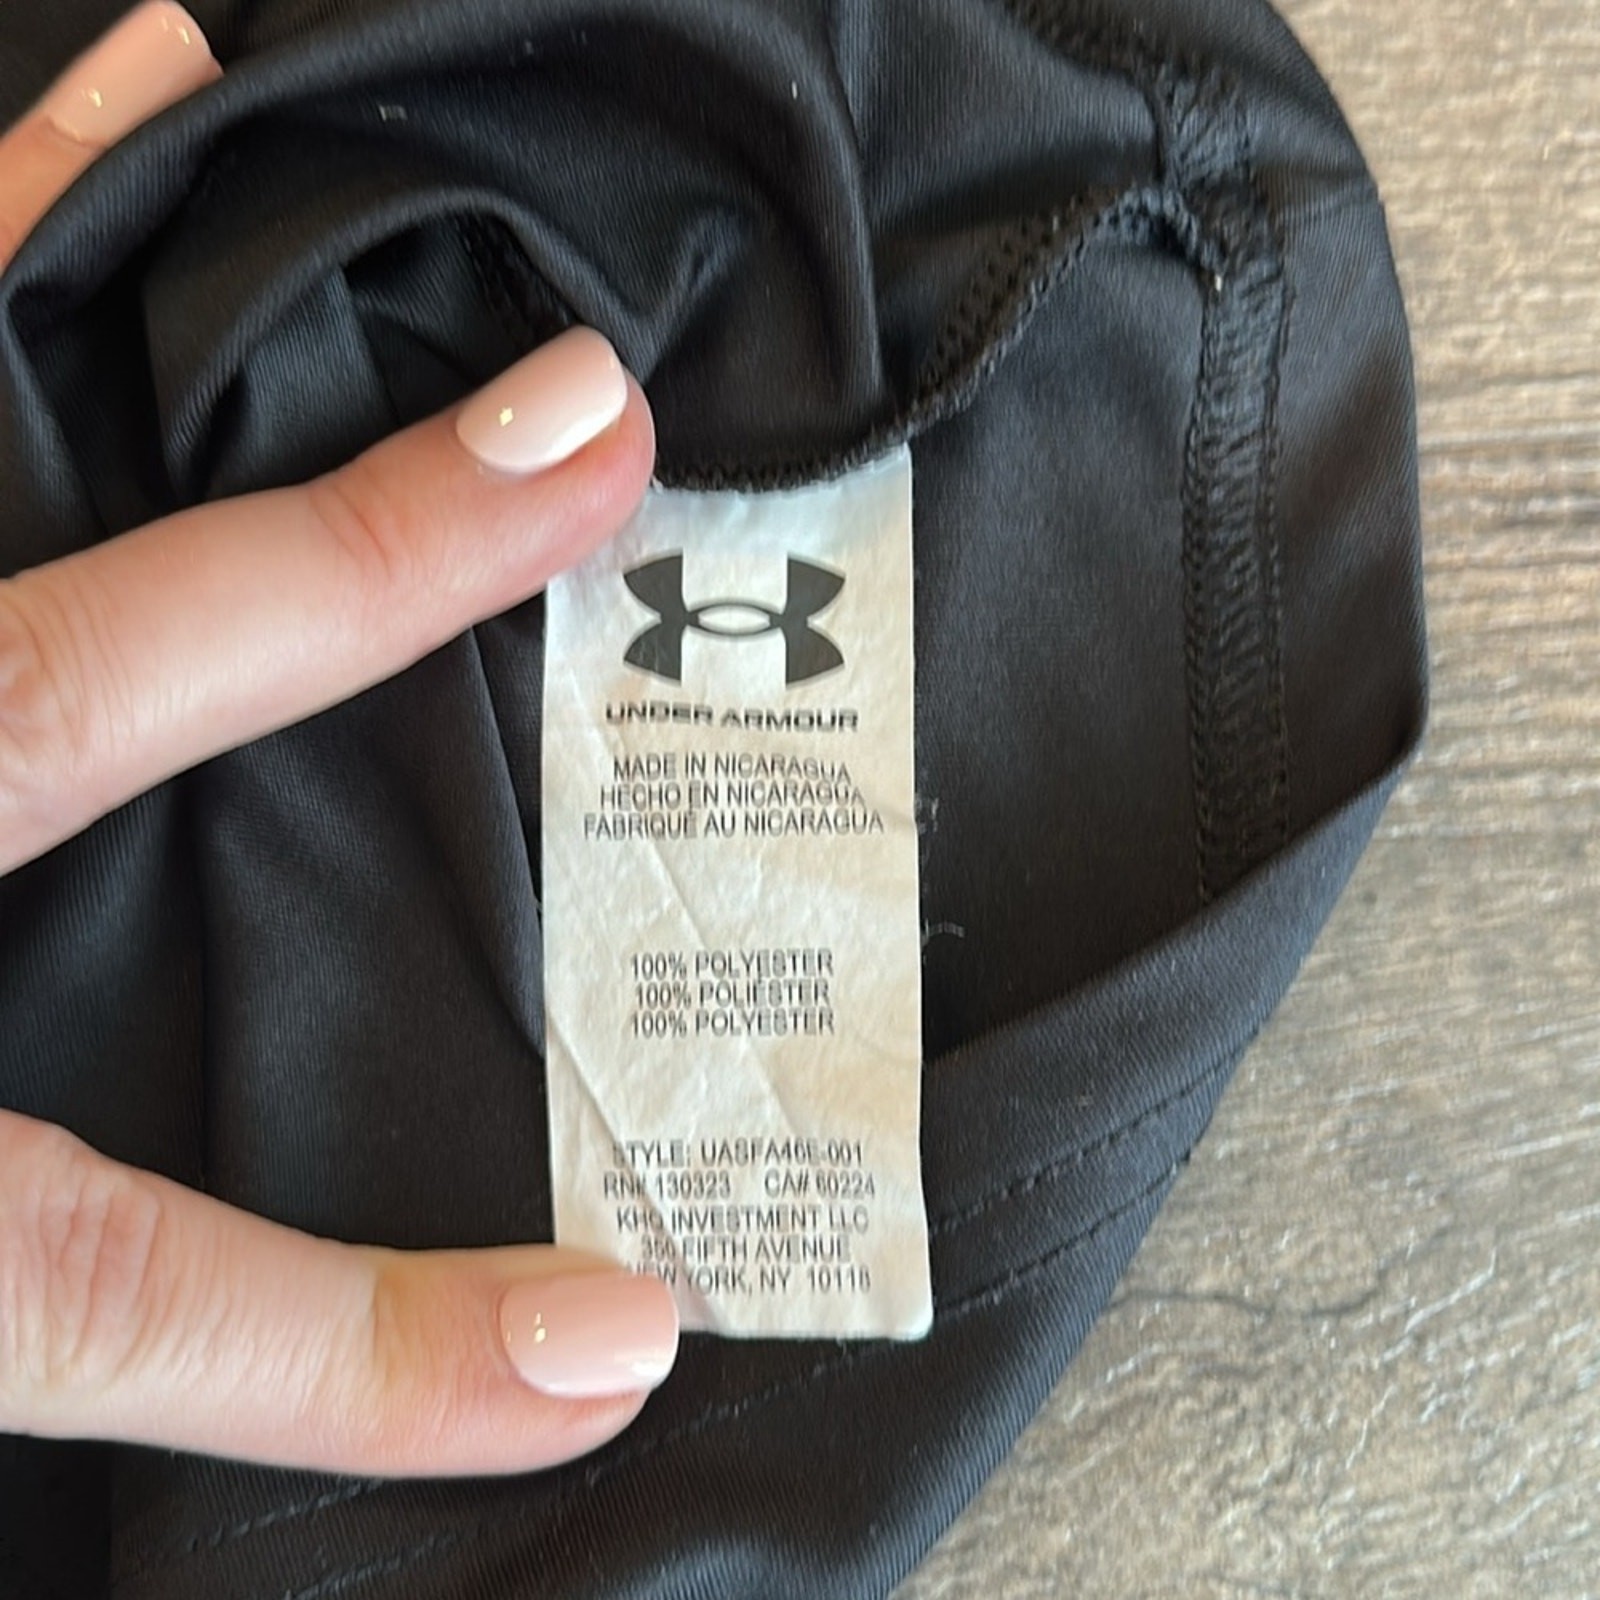 UNDER ARMOUR
MADE IN NICARAGUA
HECHO EN NICARAGUA
FABRIQUÉ AU NICARAGUA
100% POLYESTER
100% POLIÉSTER
100% POLYESTER
STYLE: UASFA46E-001
RN# 130323 CA# 60224
KHQ INVESTMENT LLC
350 FIFTH AVENUE
NEW YORK, NY 10118